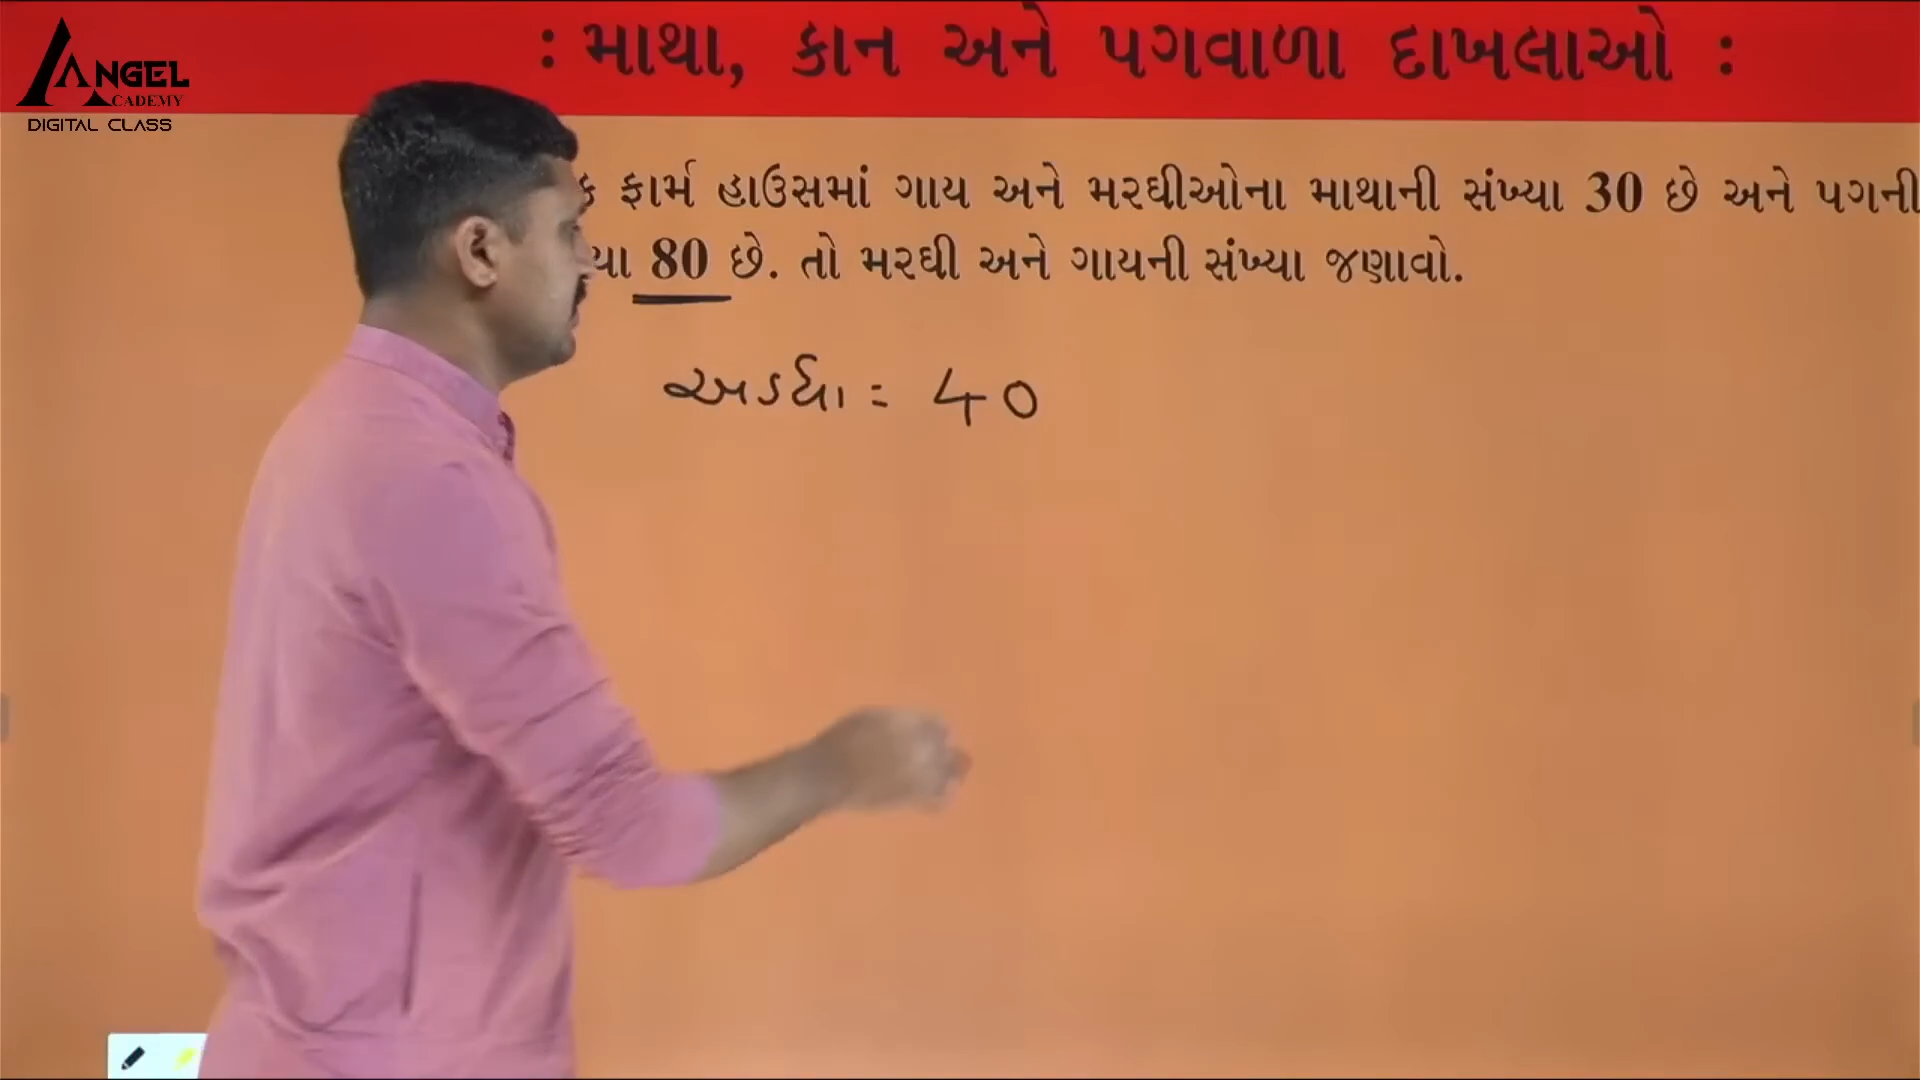 ANGEL
ACADEMY
DIGITAL CLASS
: માથા, કાન અને પગવાળા દાખલાઓ :
ફાર્મ હાઉસમાં ગાય અને મરઘીઓના માથાની સંખ્યા 30 છે અને પગની
80 છે. તો મરઘી અને ગાયની સંખ્યા જણાવો.
અડધા = 40